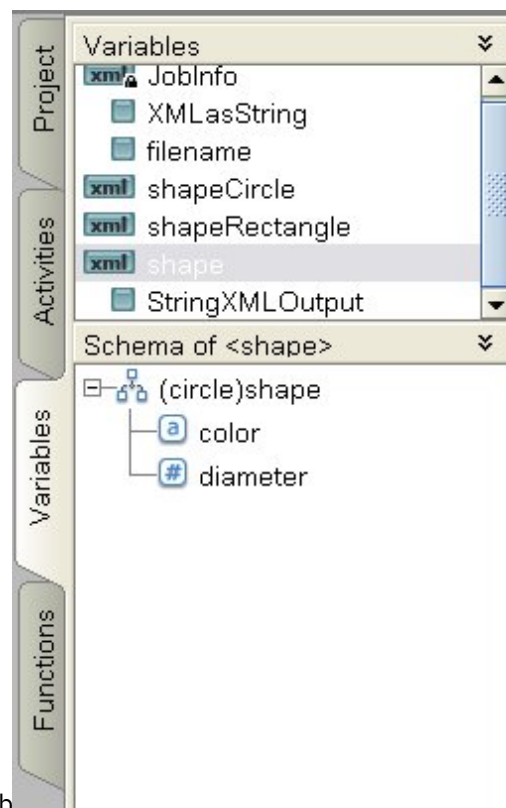 Project
Activities
Variables
Functions
Variables
xml JobInfo
XMLasString
filename
xml shapeCircle
xml shapeRectangle
xml shape
StringXMLOutput
Schema of <shape>
(circle)shape
a color
# diameter
b